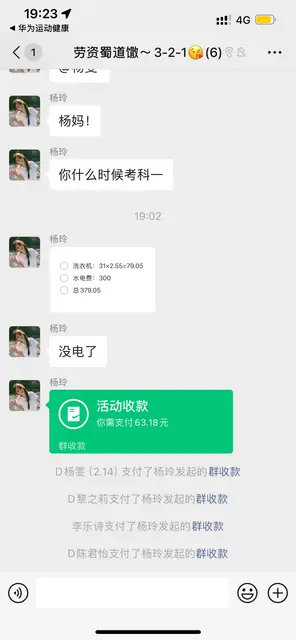 19:23
4G
华为运动健康
1
劳资蜀道馓～ 3-2-1😘(6)
杨玲
杨妈！
杨玲
你什么时候考科一
19:02
杨玲
洗衣机：31×2.55=79.05
水电费：300
总 379.05
杨玲
没电了
杨玲
活动收款
你需支付63.18元
群收款
D杨雯（2.14）支付了杨玲发起的群收款
D黎之莉支付了杨玲发起的群收款
李乐诗支付了杨玲发起的群收款
D陈君怡支付了杨玲发起的群收款